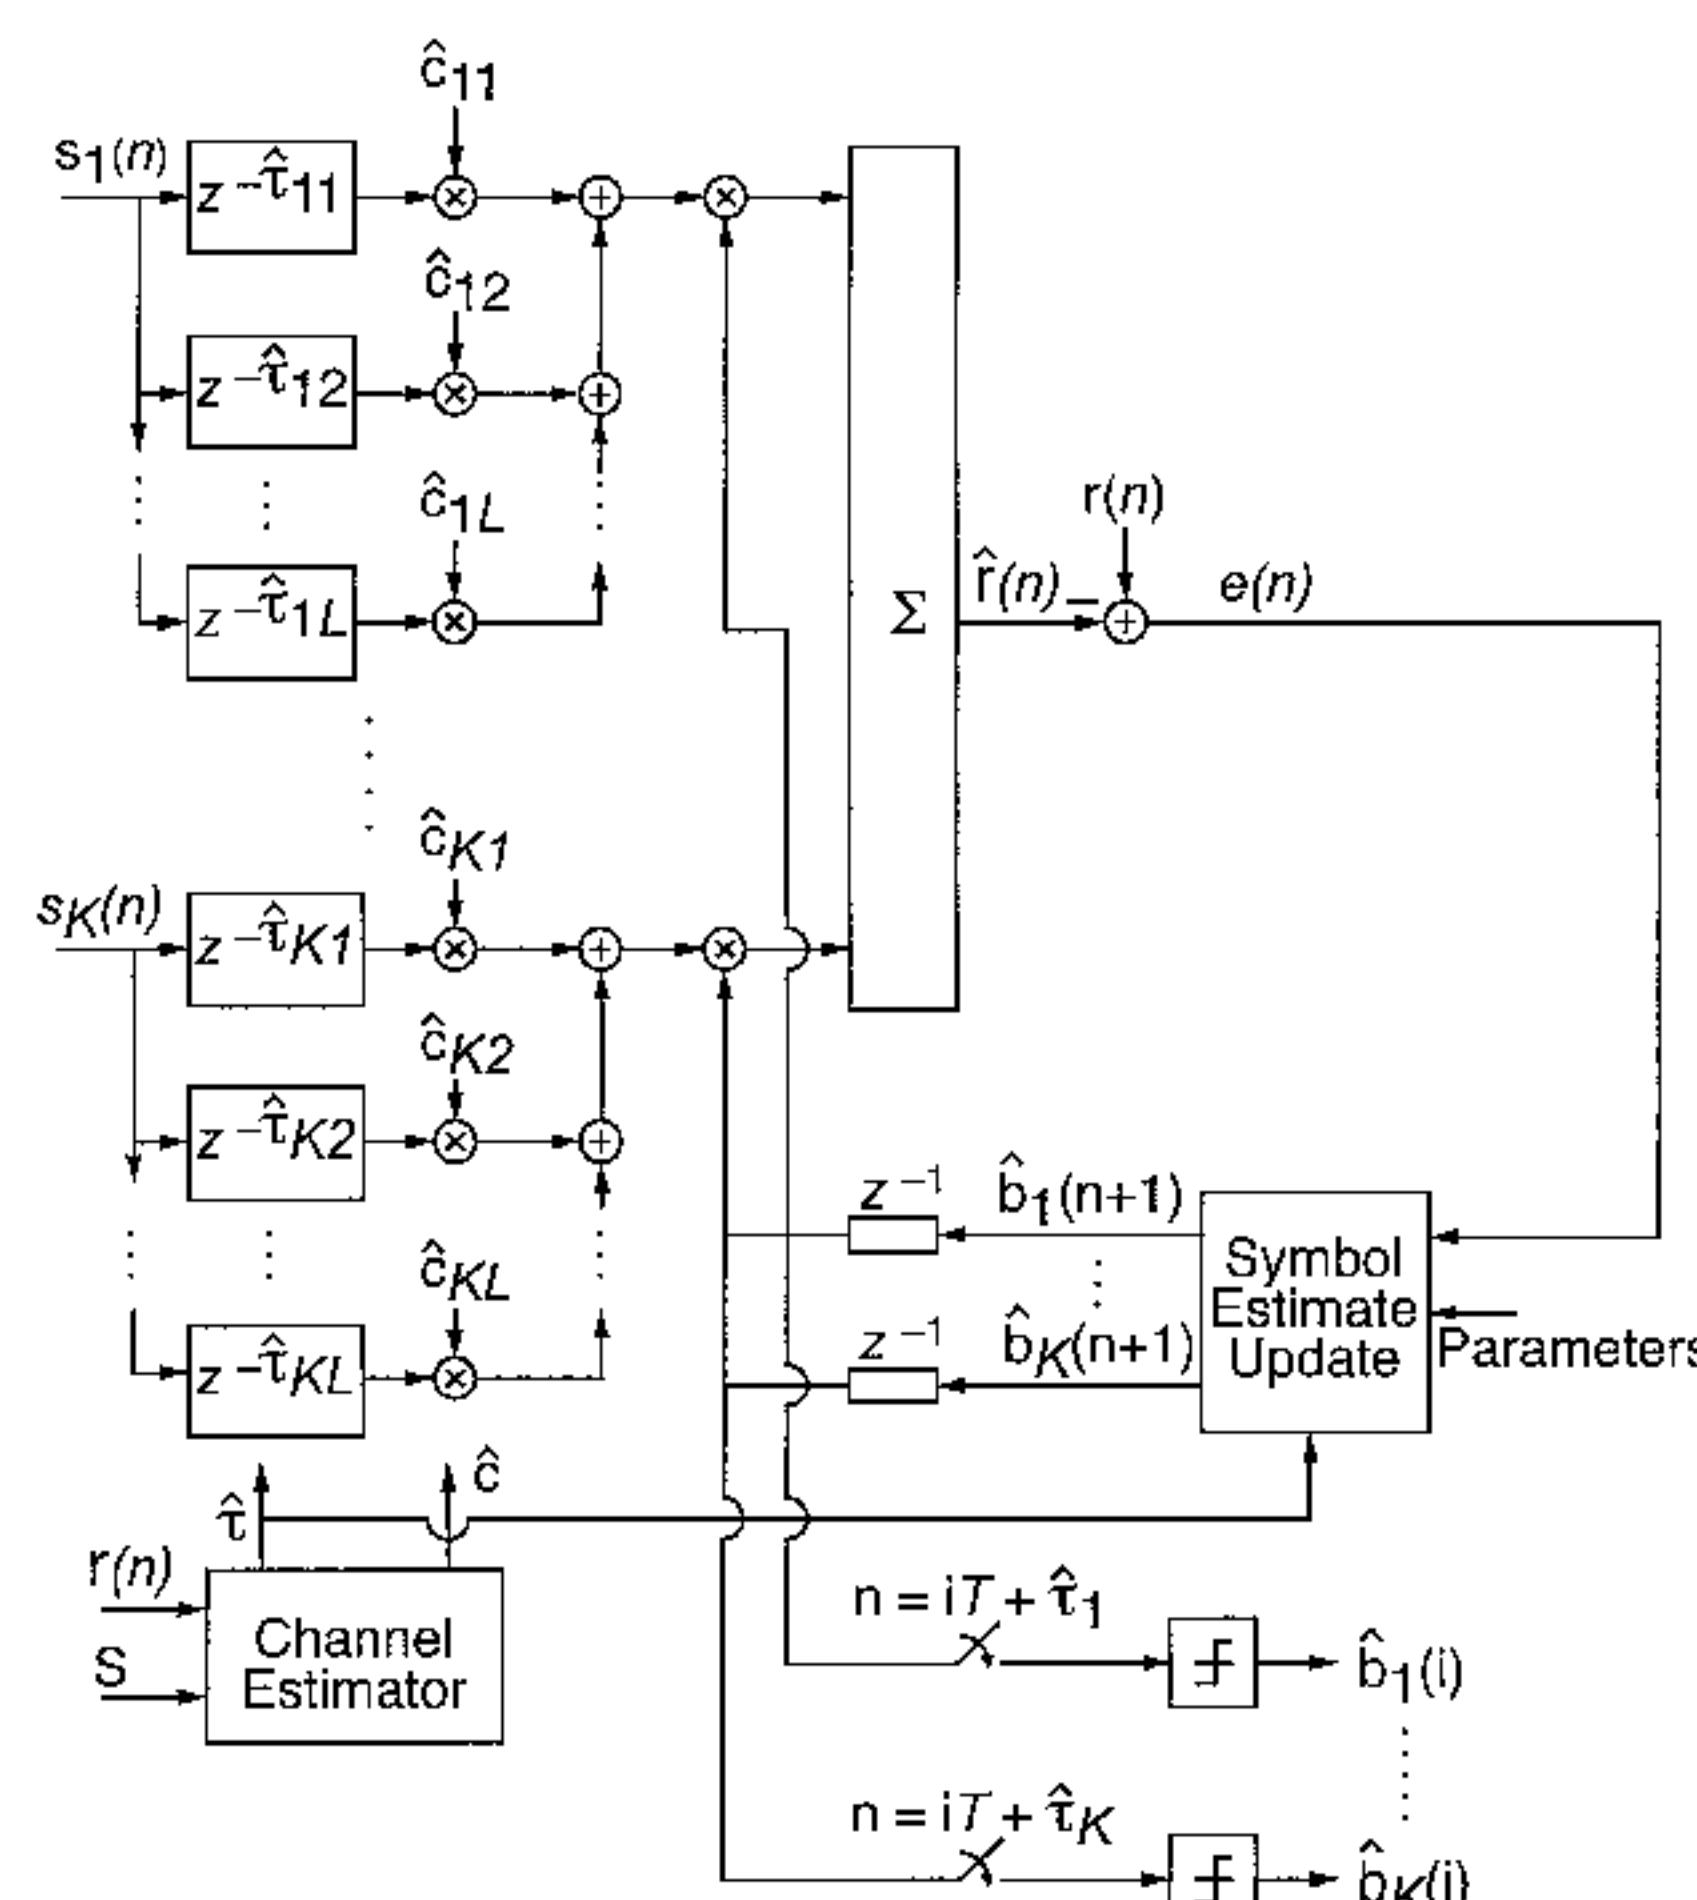 ĉ11
s1(n)
z −τ̂11
ĉ12
z −τ̂12
ĉ1L
r(n)
z −τ̂1L
Σ
r̂(n) −
e(n)
ĉK1
sK(n)
z −τ̂K1
ĉK2
z −τ̂K2
z −1
b̂1(n+1)
ĉKL
Symbol
Estimate
Update
z −1
b̂K(n+1)
Parameters
z −τ̂KL
τ̂
ĉ
r(n)
S
Channel
Estimator
n = iT + τ̂1
b̂1(i)
n = iT + τ̂K
b̂K(i)